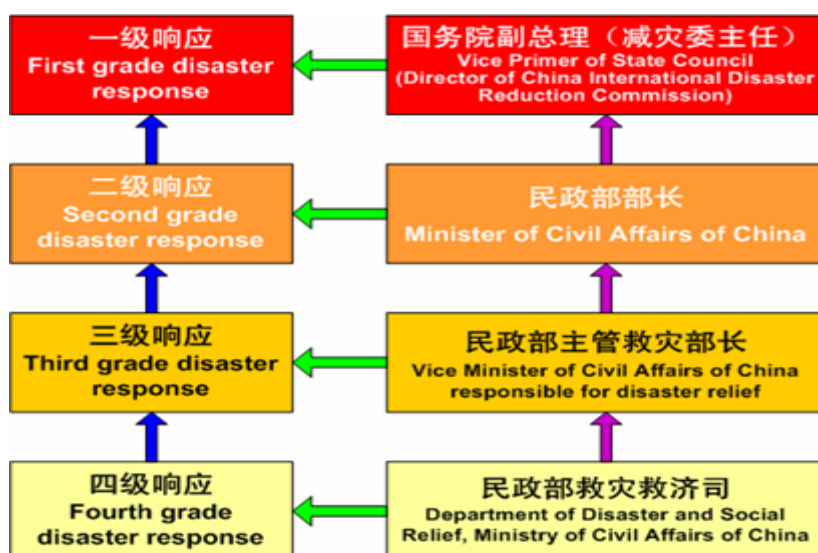 一级响应
First grade disaster
response
国务院副总理（减灾委主任）
Vice Primer of State Council
(Director of China International Disaster
Reduction Commission)
二级响应
Second grade
disaster response
民政部部长
Minister of Civil Affairs of China
三级响应
Third grade disaster
response
民政部主管救灾部长
Vice Minister of Civil Affairs of China
responsible for disaster relief
四级响应
Fourth grade
disaster response
民政部救灾救济司
Department of Disaster and Social
Relief, Ministry of Civil Affairs of China